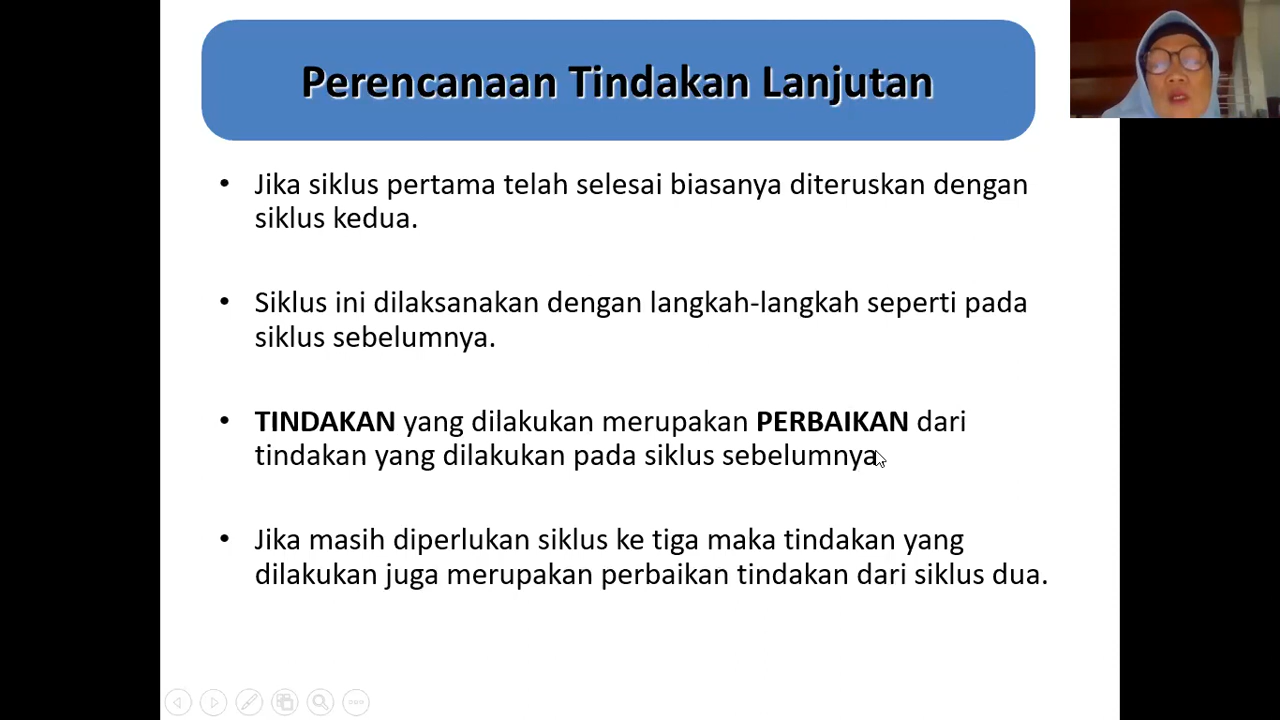 Perencanaan Tindakan Lanjutan
• Jika siklus pertama telah selesai biasanya diteruskan dengan
siklus kedua.
• Siklus ini dilaksanakan dengan langkah-langkah seperti pada
siklus sebelumnya.
• TINDAKAN yang dilakukan merupakan PERBAIKAN dari
tindakan yang dilakukan pada siklus sebelumnya.
• Jika masih diperlukan siklus ke tiga maka tindakan yang
dilakukan juga merupakan perbaikan tindakan dari siklus dua.